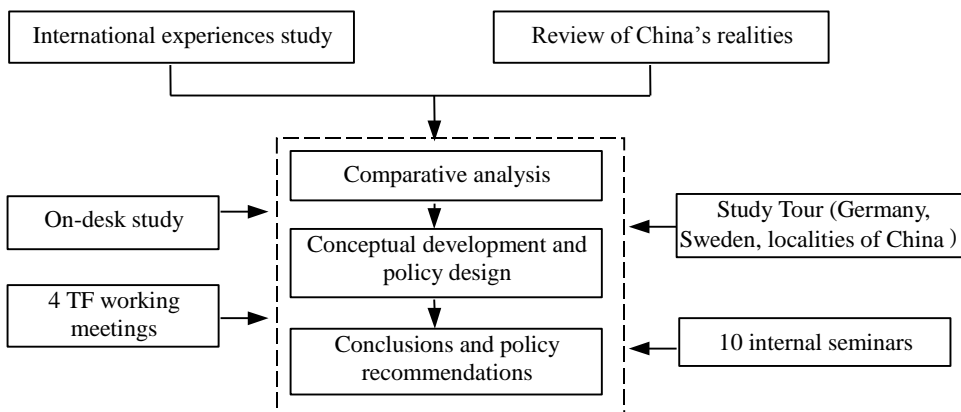 International experiences study
Review of China’s realities
Comparative analysis
On-desk study
Study Tour (Germany,
Sweden, localities of China）
Conceptual development and
policy design
4 TF working
meetings
Conclusions and policy
recommendations
10 internal seminars